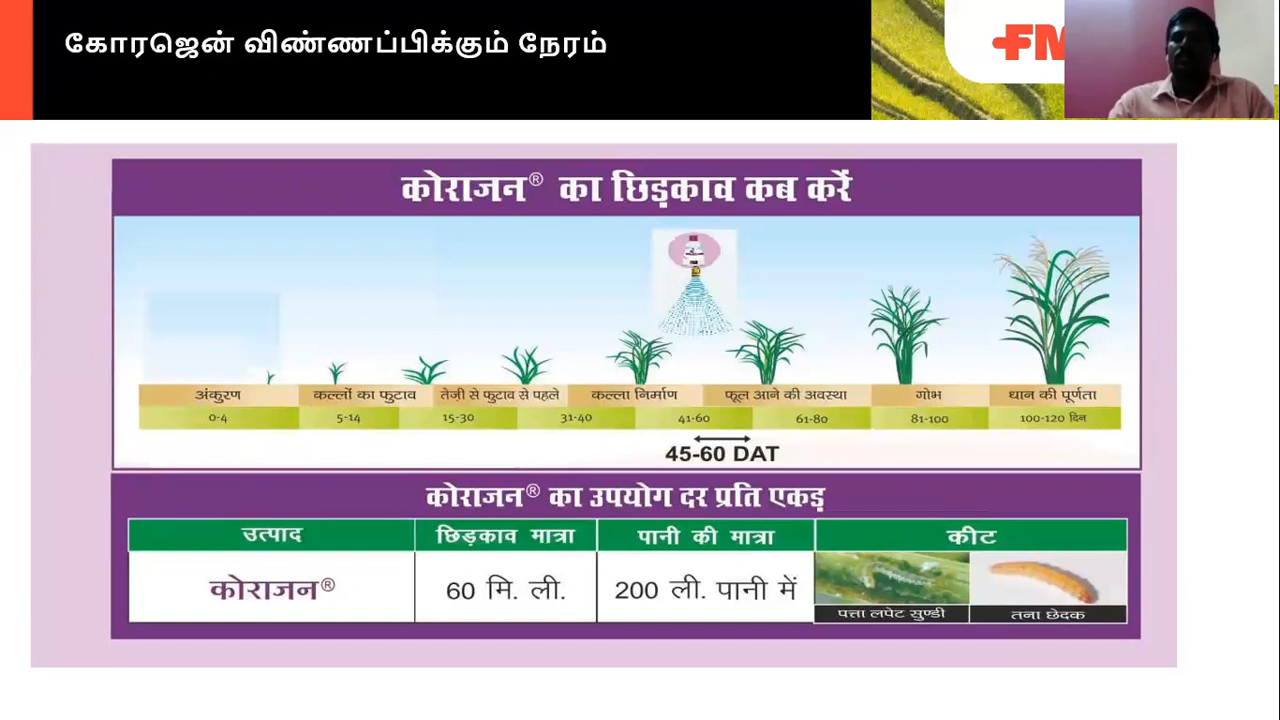 கோரஜென் விண்ணப்பிக்கும் நேரம்
कोराजन® का छिड़काव कब करें
अंकुरण कल्लों का फुटाव तेज़ी से फुटाव से पहले कल्ला निर्माण फूल आने की अवस्था गोभ धान की पूर्णता
0-4 5-14 15-30 31-40 41-60 61-80 81-100 100-120 दिन
45-60 DAT
कोराजन® का उपयोग दर प्रति एकड़
उत्पाद छिड़काव मात्रा पानी की मात्रा कीट
कोराजन® 60 मि. ली. 200 ली. पानी में
पत्ता लपेट सुण्डी तना छेदक